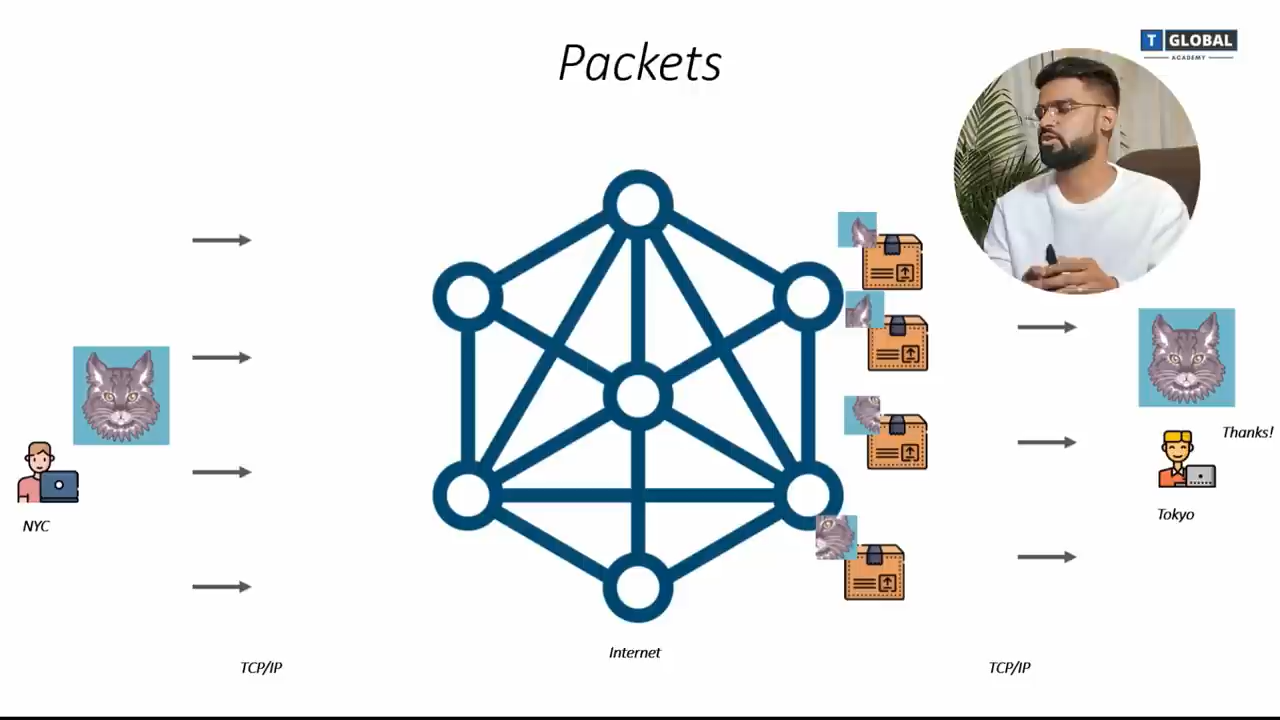 Packets
T GLOBAL
ACADEMY
Thanks!
NYC
Tokyo
Internet
TCP/IP
TCP/IP